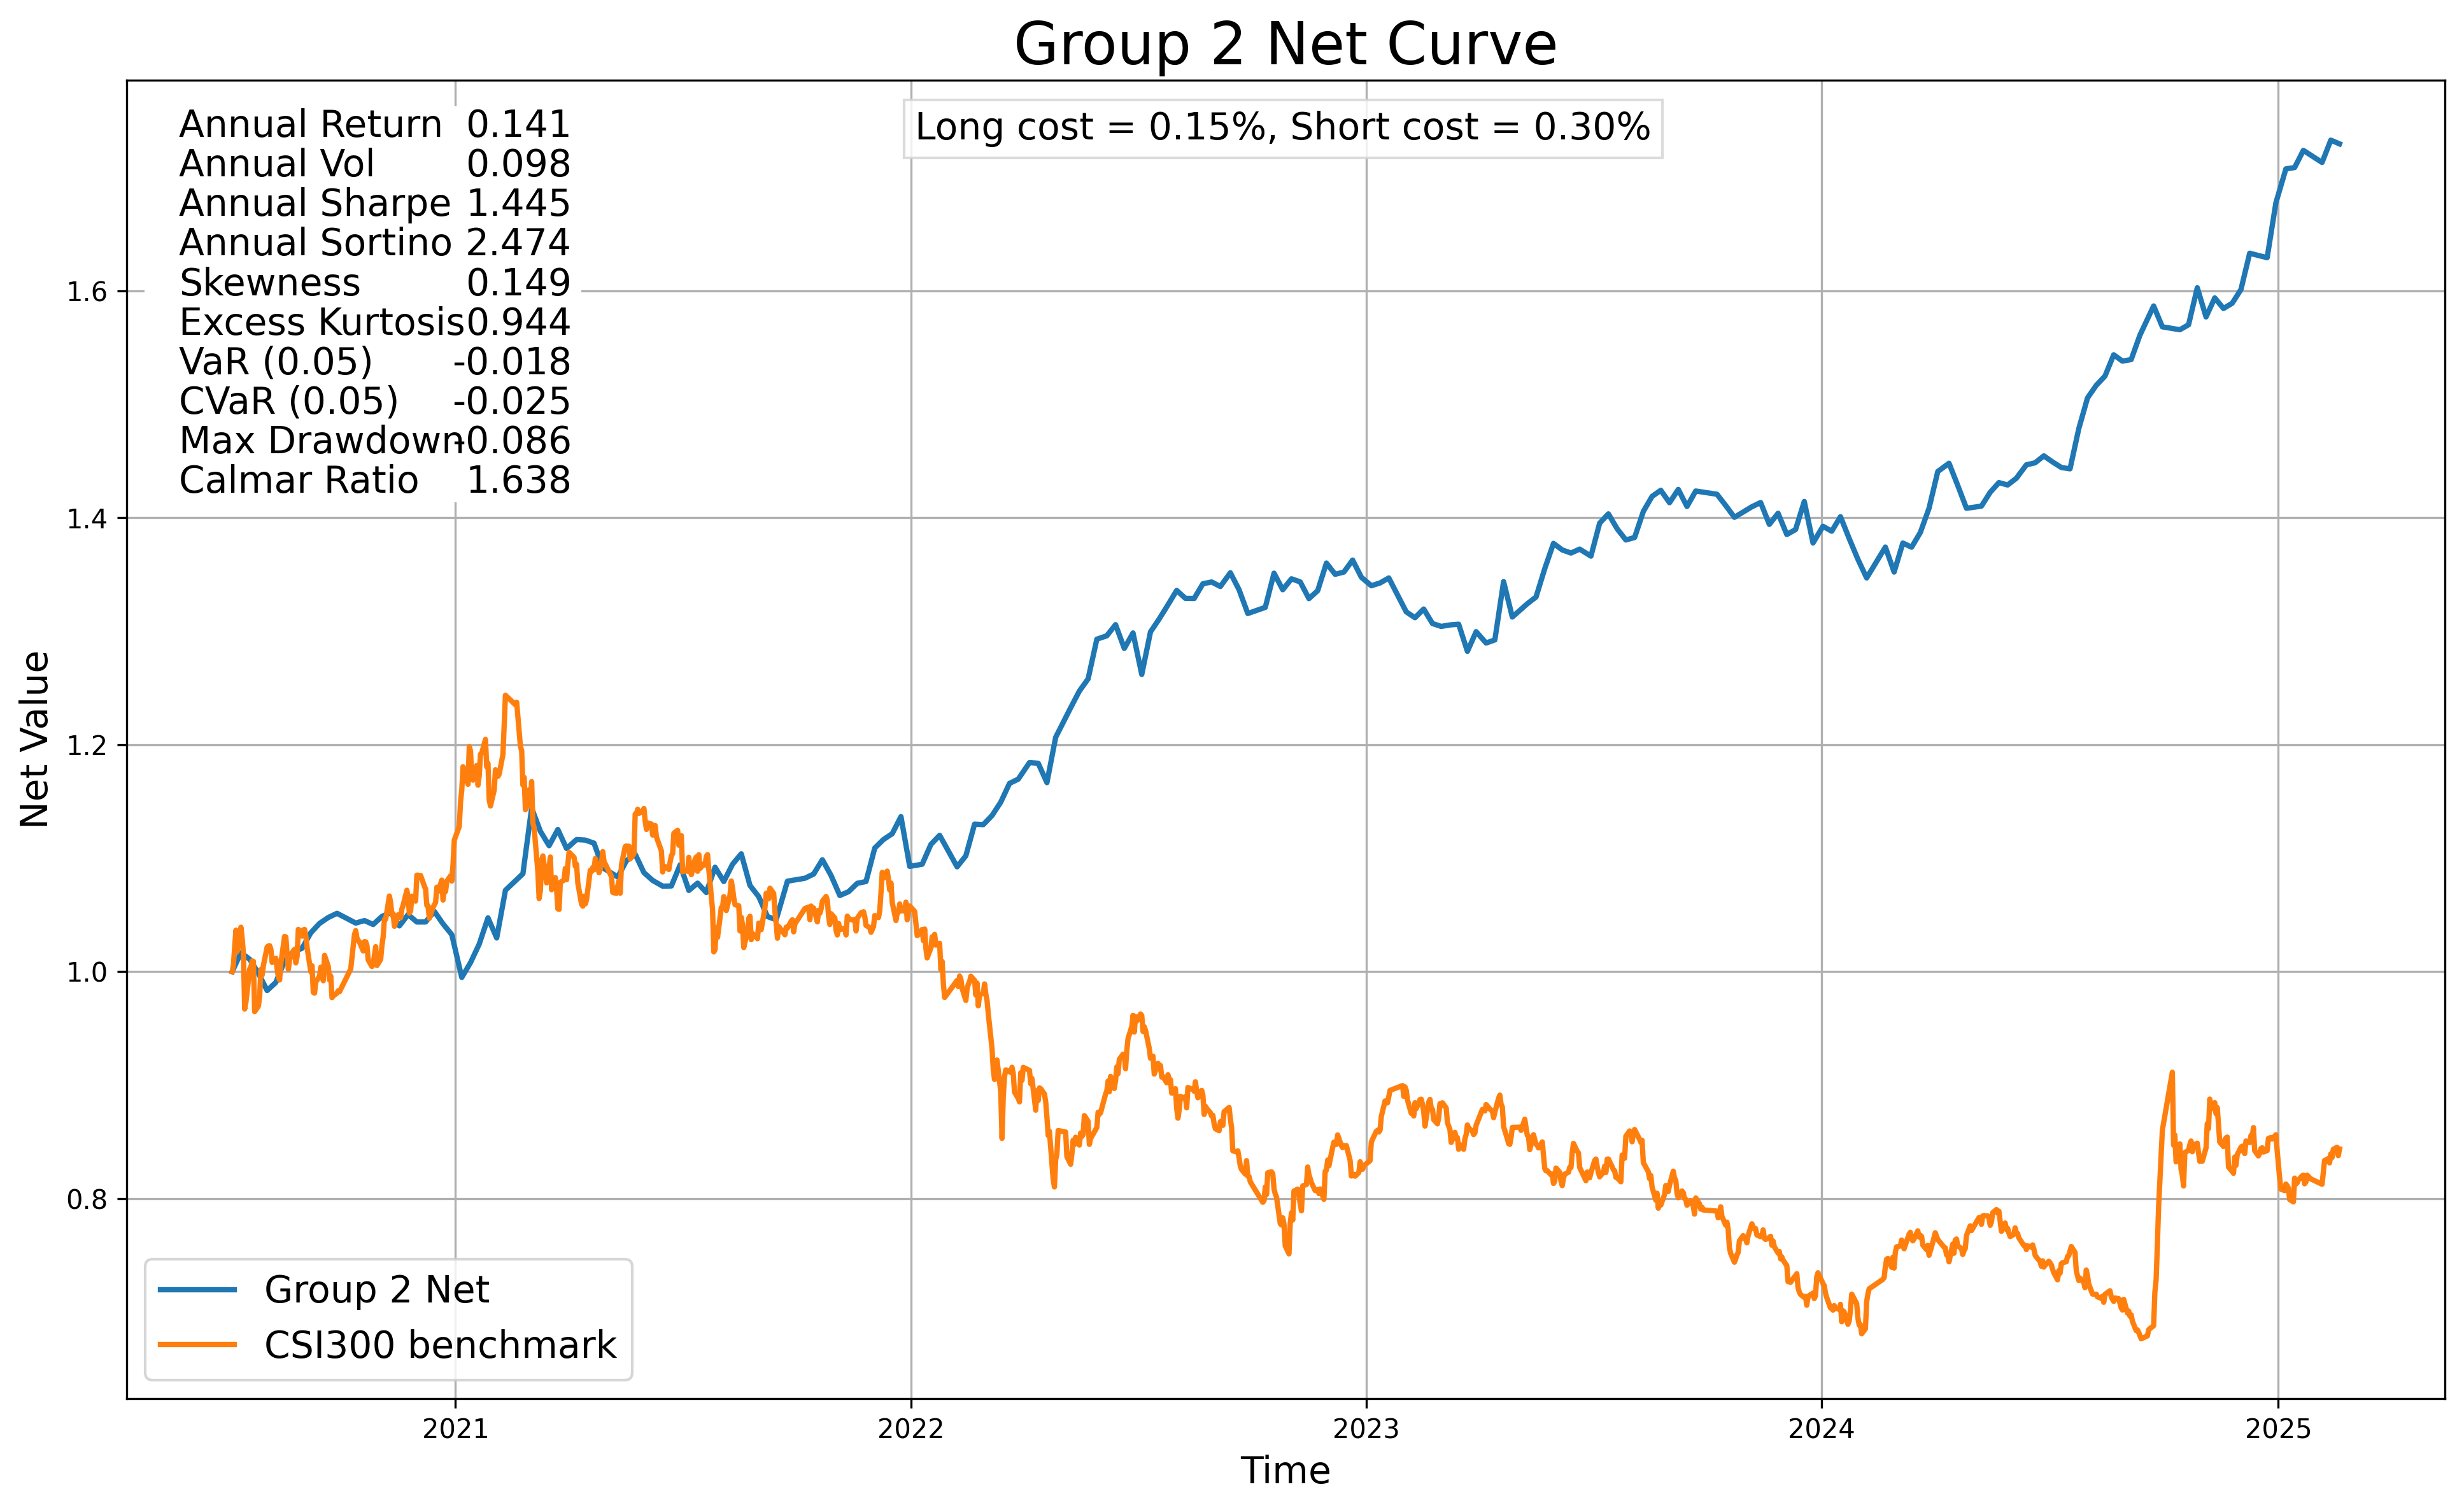 Group 2 Net Curve
Annual Return 0.141
Annual Vol 0.098
Annual Sharpe 1.445
Annual Sortino 2.474
Skewness 0.149
Excess Kurtosis 0.944
VaR (0.05) -0.018
CVaR (0.05) -0.025
Max Drawdown -0.086
Calmar Ratio 1.638
Long cost = 0.15%, Short cost = 0.30%
Net Value
1.6
1.4
1.2
1.0
0.8
Group 2 Net
CSI300 benchmark
2021 2022 2023 2024 2025
Time